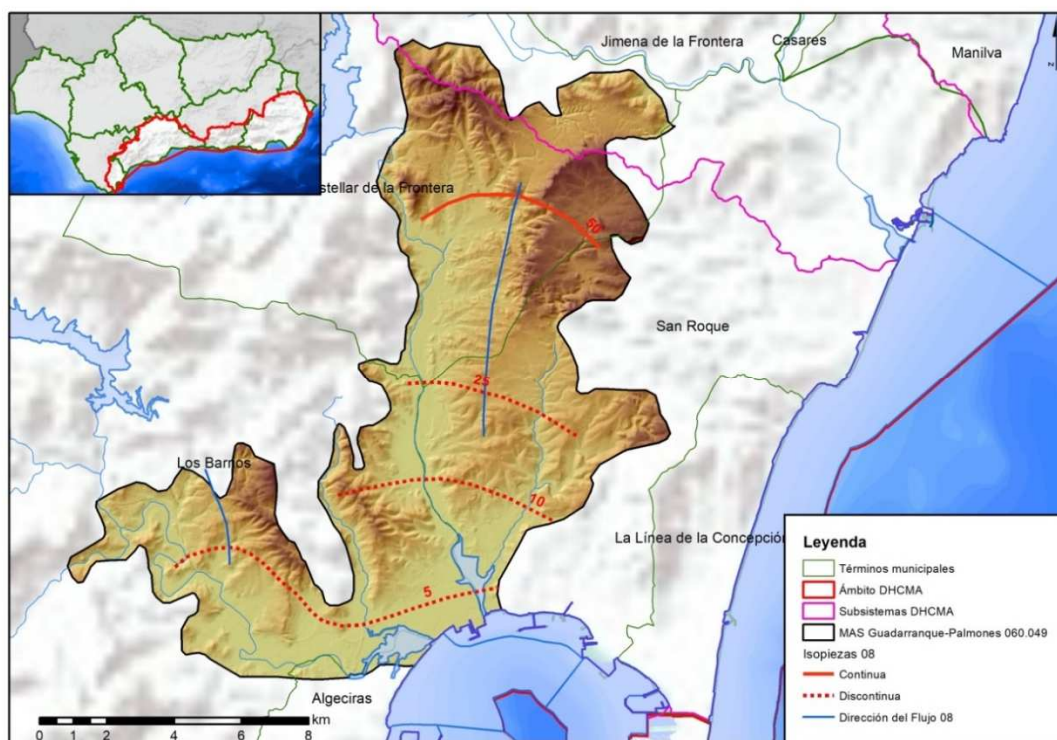 Jimena de la Frontera
Casares
Manilva
N
stellar de la Frontera
50
San Roque
25
Los Barrios
10
La Línea de la Concepción
5
Algeciras
0 1 2 4 6 8
km
Leyenda
Términos municipales
Ámbito DHCMA
Subsistemas DHCMA
MAS Guadarranque-Palmones 060.049
Isopiezas 08
Continua
Discontinua
Dirección del Flujo 08